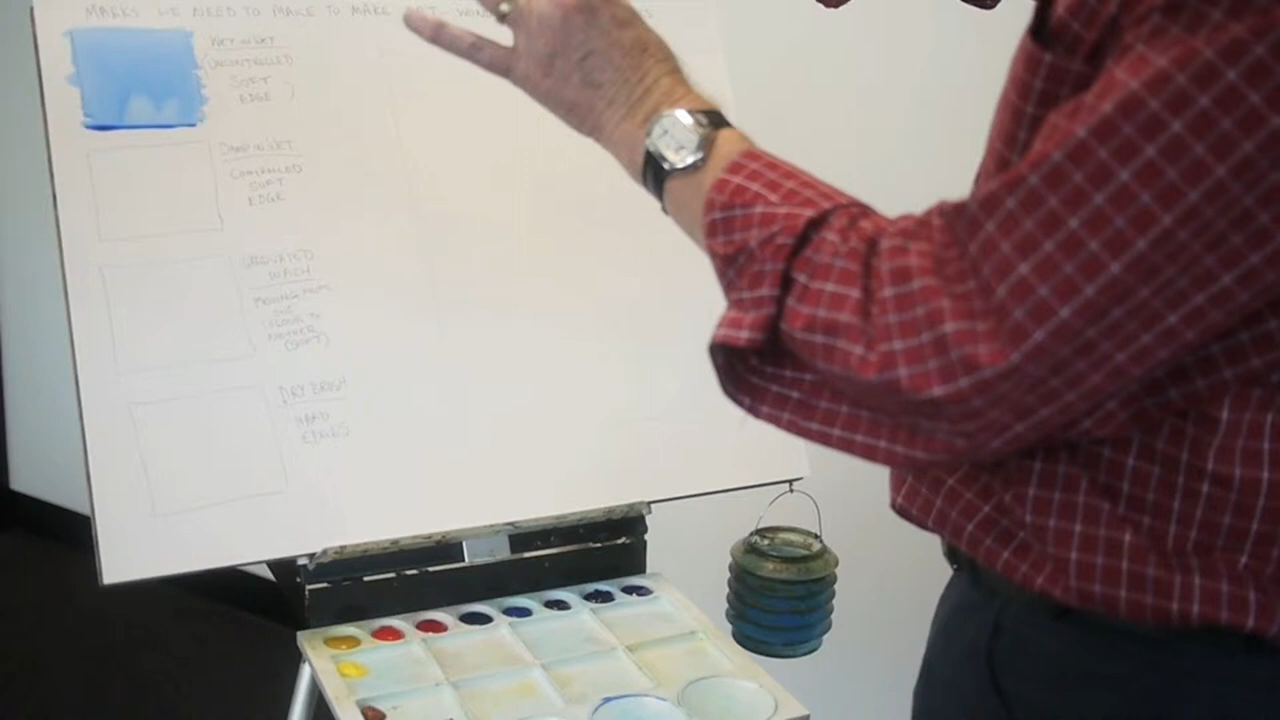 MARKS WE NEED TO MAKE TO MAKE ART
WET IN WET
(UNCONTROLLED
SOFT
EDGE )
DAMP IN WET
CONTROLLED
SOFT
EDGE
GRADUATED
WASH
MOVING FROM
ONE
COLOUR TO
ANOTHER
(SOFT)
DRY BRUSH
HARD
EDGES